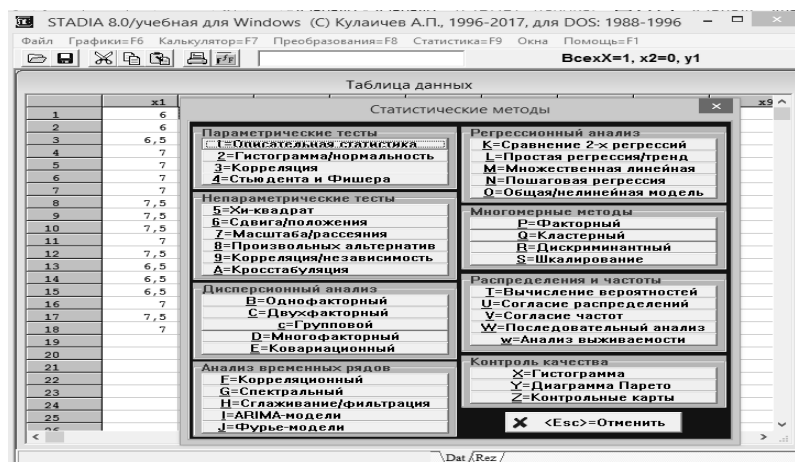 STADIA 8.0/учебная для Windows (C) Кулаичев А.П., 1996-2017, для DOS: 1988-1996
Файл Графики=F6 Калькулятор=F7 Преобразования=F8 Статистика=F9 Окна Помощь=F1
ВсехX=1, x2=0, y1
Таблица данных
x1 x9
Статистические методы
1 6
2 6
3 6,5
4 7
5 7
6 7
7 7
8 7,5
9 7,5
10 7,5
11 7
12 7,5
13 6,5
14 6,5
15 6,5
16 7
17 7,5
18 7
19
20
21
22
23
24
25
Параметрические тесты
1=Описательная статистика
2=Гистограмма/нормальность
3=Корреляция
4=Стьюдента и Фишера
Непараметрические тесты
5=Хи-квадрат
6=Сдвига/положения
7=Масштаба/рассеяния
8=Произвольных альтернатив
9=Корреляция/независимость
A=Кросстабуляция
Дисперсионный анализ
B=Однофакторный
C=Двухфакторный
c=Групповой
D=Многофакторный
E=Ковариационный
Анализ временных рядов
F=Корреляционный
G=Спектральный
H=Сглаживание/фильтрация
I=ARIMA-модели
J=Фурье-модели
Регрессионный анализ
K=Сравнение 2-х регрессий
L=Простая регрессия/тренд
M=Множественная линейная
N=Пошаговая регрессия
O=Общая/нелинейная модель
Многомерные методы
P=Факторный
Q=Кластерный
R=Дискриминантный
S=Шкалирование
Распределения и частоты
T=Вычисление вероятностей
U=Согласие распределений
V=Согласие частот
W=Последовательный анализ
w=Анализ выживаемости
Контроль качества
X=Гистограмма
Y=Диаграмма Парето
Z=Контрольные карты
<Esc>=Отменить
Dat Rez